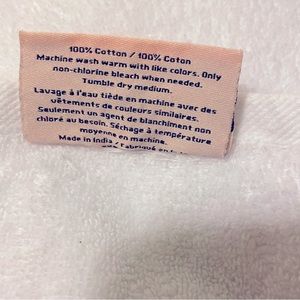 100% Cotton / 100% Coton
Machine wash warm with like colors. Only
non-chlorine bleach when needed.
Tumble dry medium.
Lavage à l'eau tiède en machine avec des
vêtements de couleurs similaires.
Seulement un agent de blanchiment non
chloré au besoin. Séchage à température
moyenne en machine.
Made in India / Fabriqué en